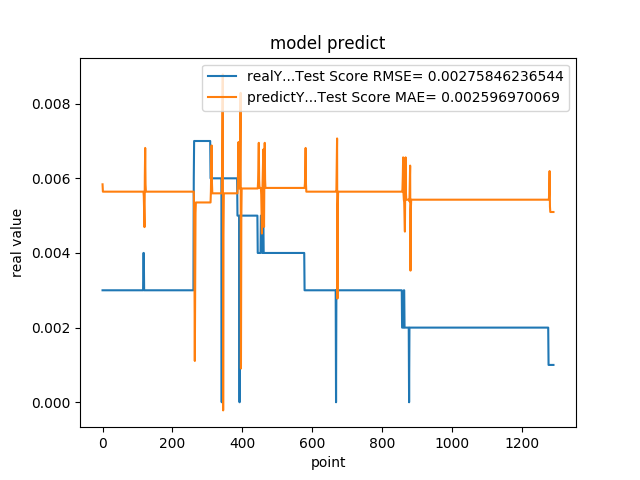 model predict
realY...Test Score RMSE= 0.00275846236544
predictY...Test Score MAE= 0.002596970069
real value
0.008
0.006
0.004
0.002
0.000
0 200 400 600 800 1000 1200
point